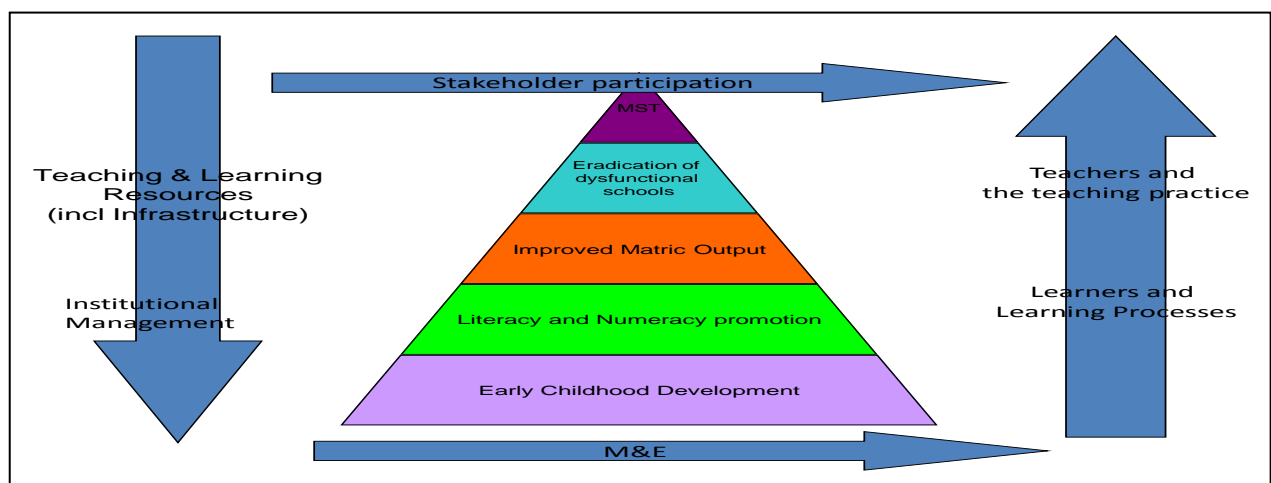 Stakeholder participation
MST
Teaching & Learning
Resources
(incl Infrastructure)
Institutional
Management
Eradication of
dysfunctional
schools
Improved Matric Output
Literacy and Numeracy promotion
Early Childhood Development
Teachers and
the teaching practice
Learners and
Learning Processes
M&E